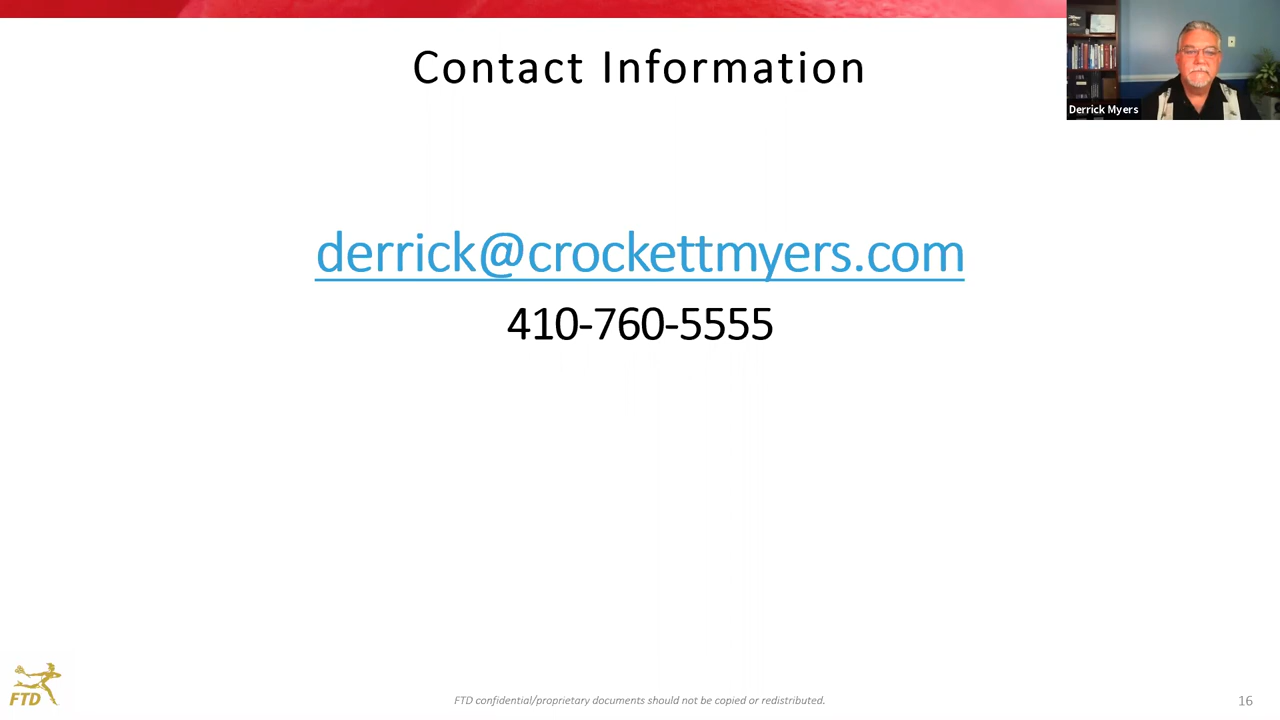 Contact Information
Derrick Myers
derrick@crockettmyers.com
410-760-5555
FTD
FTD confidential/proprietary documents should not be copied or redistributed.
16